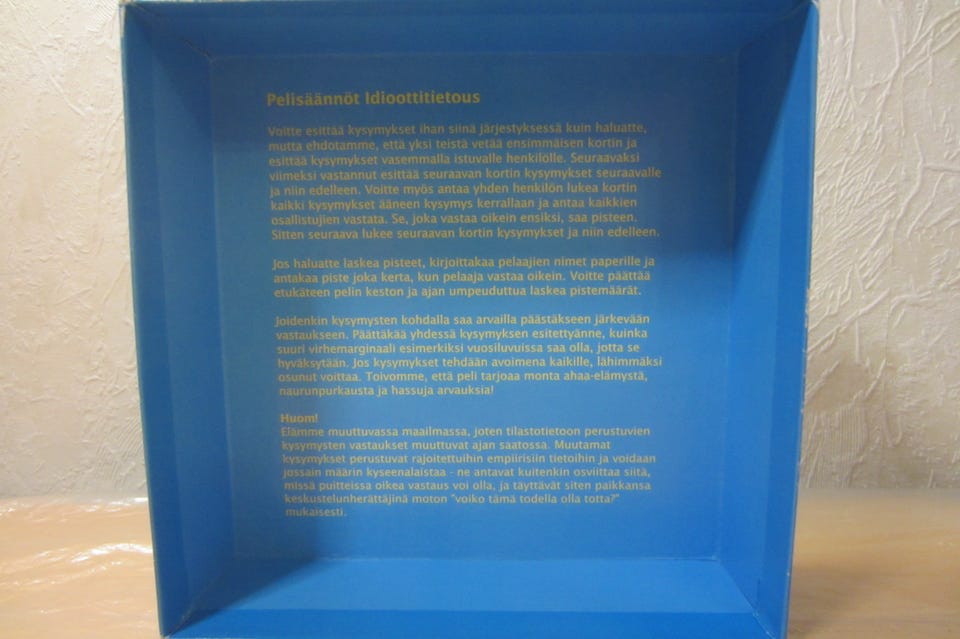 Pelisäännöt Idioottitietous
Voitte esittää kysymykset ihan siinä järjestyksessä kuin haluatte,
mutta ehdotamme, että yksi teistä vetää ensimmäisen kortin ja
esittää kysymykset vasemmalla istuvalle henkilölle. Seuraavaksi
viimeksi vastannut esittää seuraavan kortin kysymykset seuraavalle
ja niin edelleen. Voitte myös antaa yhden henkilön lukea kortin
kaikki kysymykset ääneen kysymys kerrallaan ja antaa kaikkien
osallistujien vastata. Se, joka vastaa oikein ensiksi, saa pisteen.
Sitten seuraava lukee seuraavan kortin kysymykset ja niin edelleen.
Jos haluatte laskea pisteet, kirjoittakaa pelaajien nimet paperille ja
antakaa piste joka kerta, kun pelaaja vastaa oikein. Voitte päättää
etukäteen pelin keston ja ajan umpeuduttua laskea pistemäärät.
Joidenkin kysymysten kohdalla saa arvailla päästäkseen järkevään
vastaukseen. Päättäkää yhdessä kysymyksen esitettyänne, kuinka
suuri virhemarginaali esimerkiksi vuosiluvuissa saa olla, jotta se
hyväksytään. Jos kysymykset tehdään avoimena kaikille, lähimmäksi
osunut voittaa. Toivomme, että peli tarjoaa monta ahaa-elämystä,
naurunpurkausta ja hassuja arvauksia!
Huom!
Elämme muuttuvassa maailmassa, joten tilastotietoon perustuvien
kysymysten vastaukset muuttuvat ajan saatossa. Muutamat
kysymykset perustuvat rajoitettuihin empiirisiin tietoihin ja voidaan
jossain määrin kyseenalaistaa - ne antavat kuitenkin osviittaa siitä,
missä puitteissa oikea vastaus voi olla, ja täyttävät siten paikkansa
keskustelunherättäjinä moton "voiko tämä todella olla totta?"
mukaisesti.